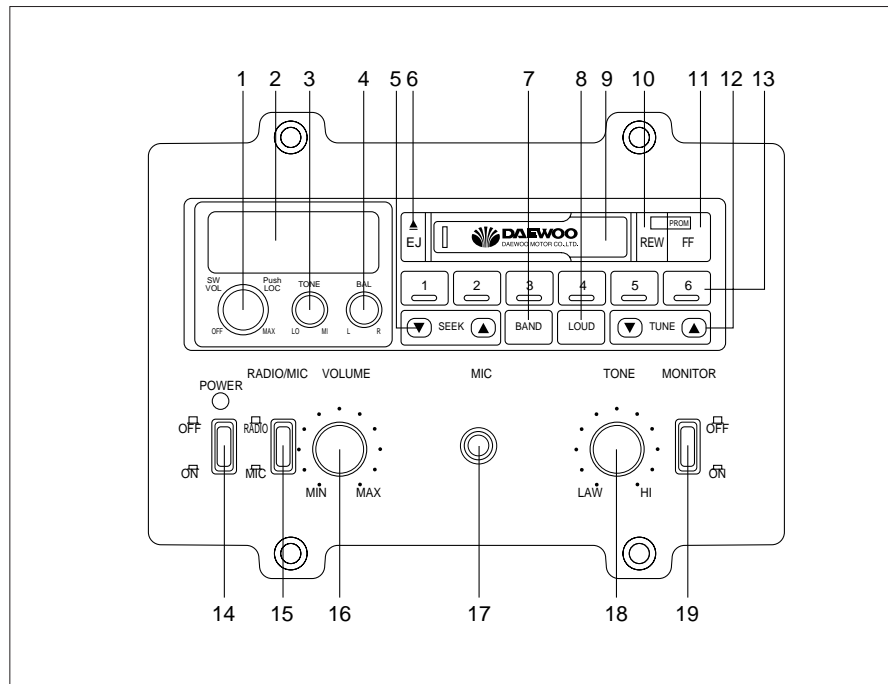 1 2 3 4 5 6 7 8 9 10 11 12 13
PROM
EJ
DAEWOO
DAEWOO MOTOR CO.,LTD.
REW FF
SW VOL
Push LOC
TONE
BAL
OFF MAX LO MI L R
1 2 3 4 5 6
SEEK BAND LOUD TUNE
RADIO/MIC VOLUME MIC TONE MONITOR
POWER
OFF RADIO OFF
ON MIC ON
MIN MAX LAW HI
14 15 16 17 18 19